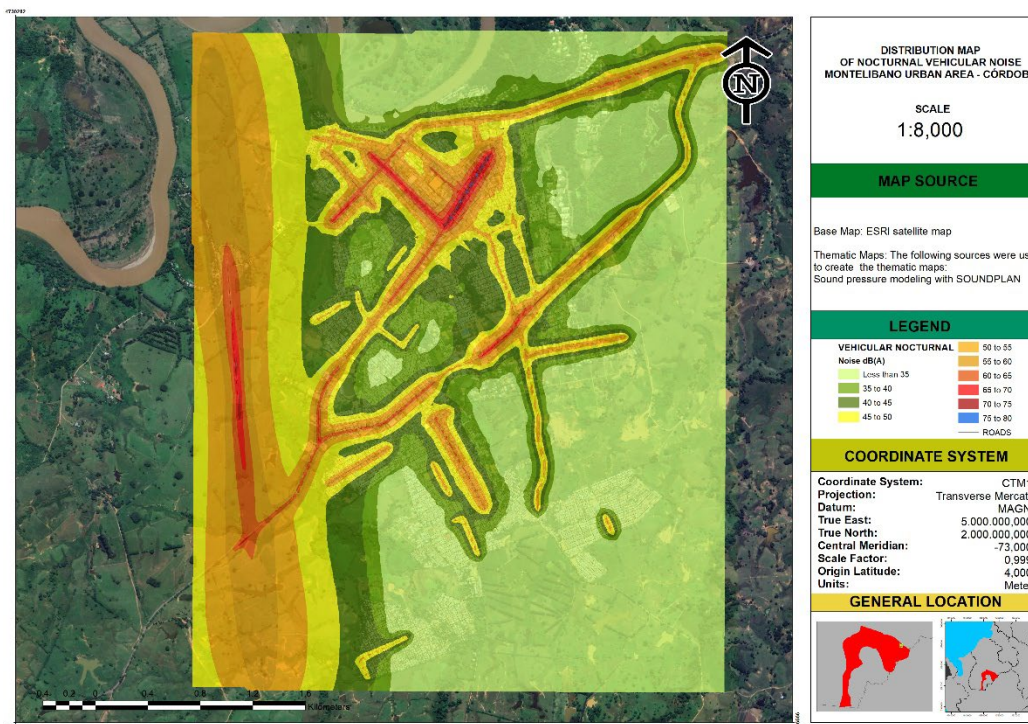 N
0.4
0.2
0
0.4
0.8
1.2
1.6
Kilometers
DISTRIBUTION MAP
OF NOCTURNAL VEHICULAR NOISE
MONTELIBANO URBAN AREA - CÓRDOB
SCALE
1:8,000
MAP SOURCE
Base Map: ESRI satellite map
Thematic Maps: The following sources were us
to create the thematic maps:
Sound pressure modeling with SOUNDPLAN
LEGEND
VEHICULAR NOCTURNAL
Noise dB(A)
Less than 35
35 to 40
40 to 45
45 to 50
50 to 55
55 to 60
60 to 65
65 to 70
70 to 75
75 to 80
ROADS
COORDINATE SYSTEM
Coordinate System: CTM1
Projection: Transverse Mercat
Datum: MAGN
True East: 5.000.000,000
True North: 2.000.000,000
Central Meridian: -73,000
Scale Factor: 0,999
Origin Latitude: 4,000
Units: Mete
GENERAL LOCATION